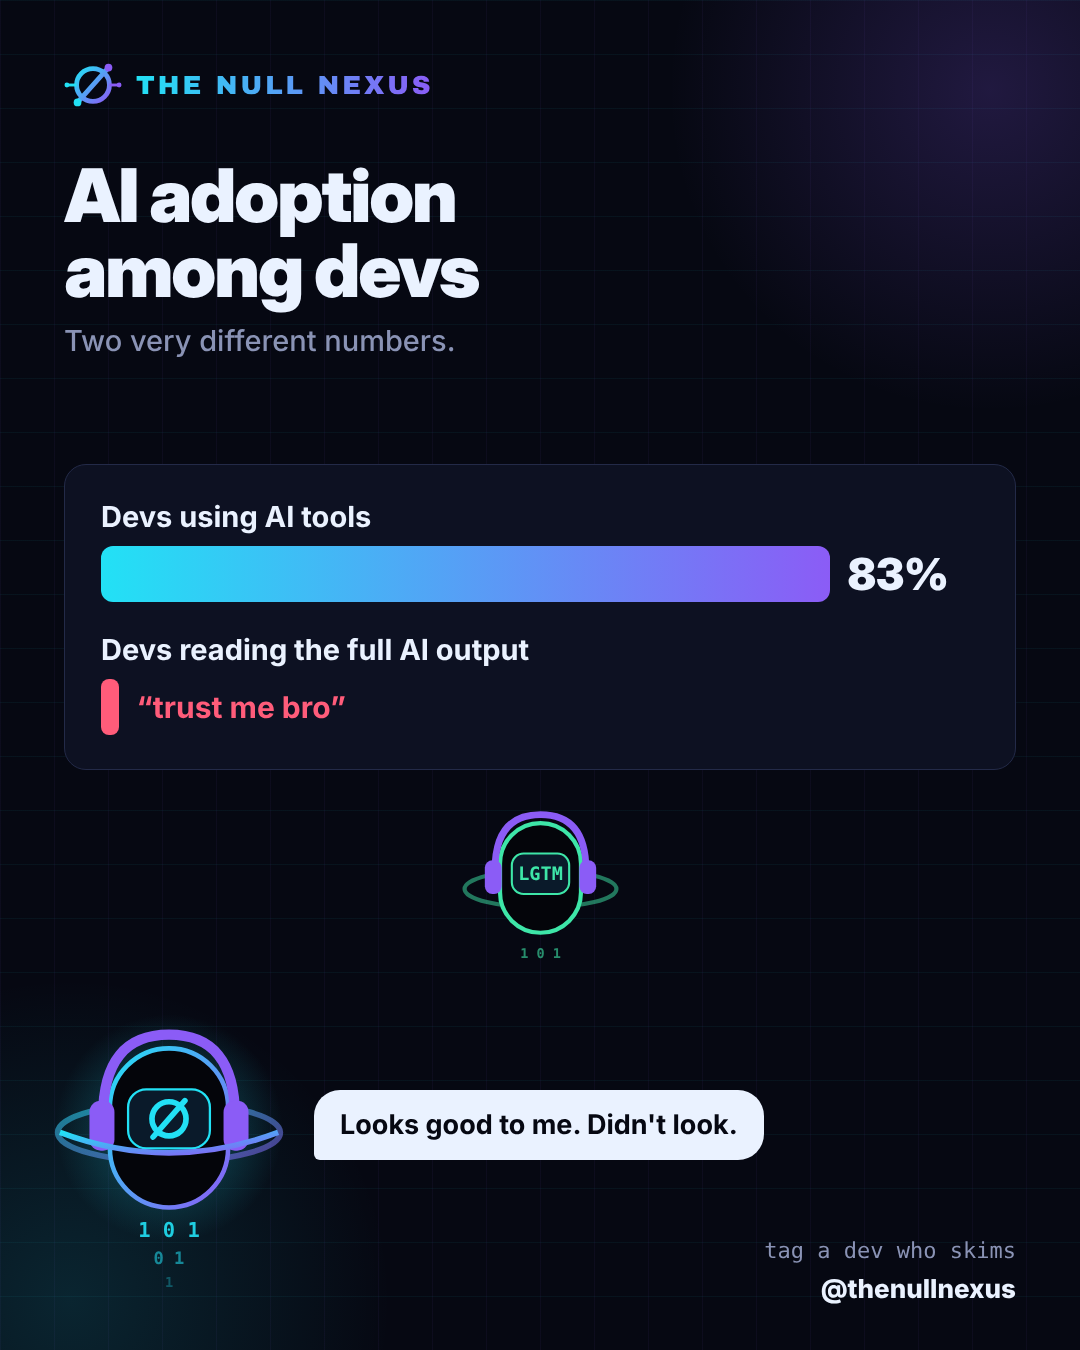 THE NULL NEXUS
AI adoption
among devs
Two very different numbers.
Devs using AI tools
83%
Devs reading the full AI output
“trust me bro”
LGTM
1 0 1
Looks good to me. Didn't look.
1 0 1
0 1
1
tag a dev who skims
@thenullnexus